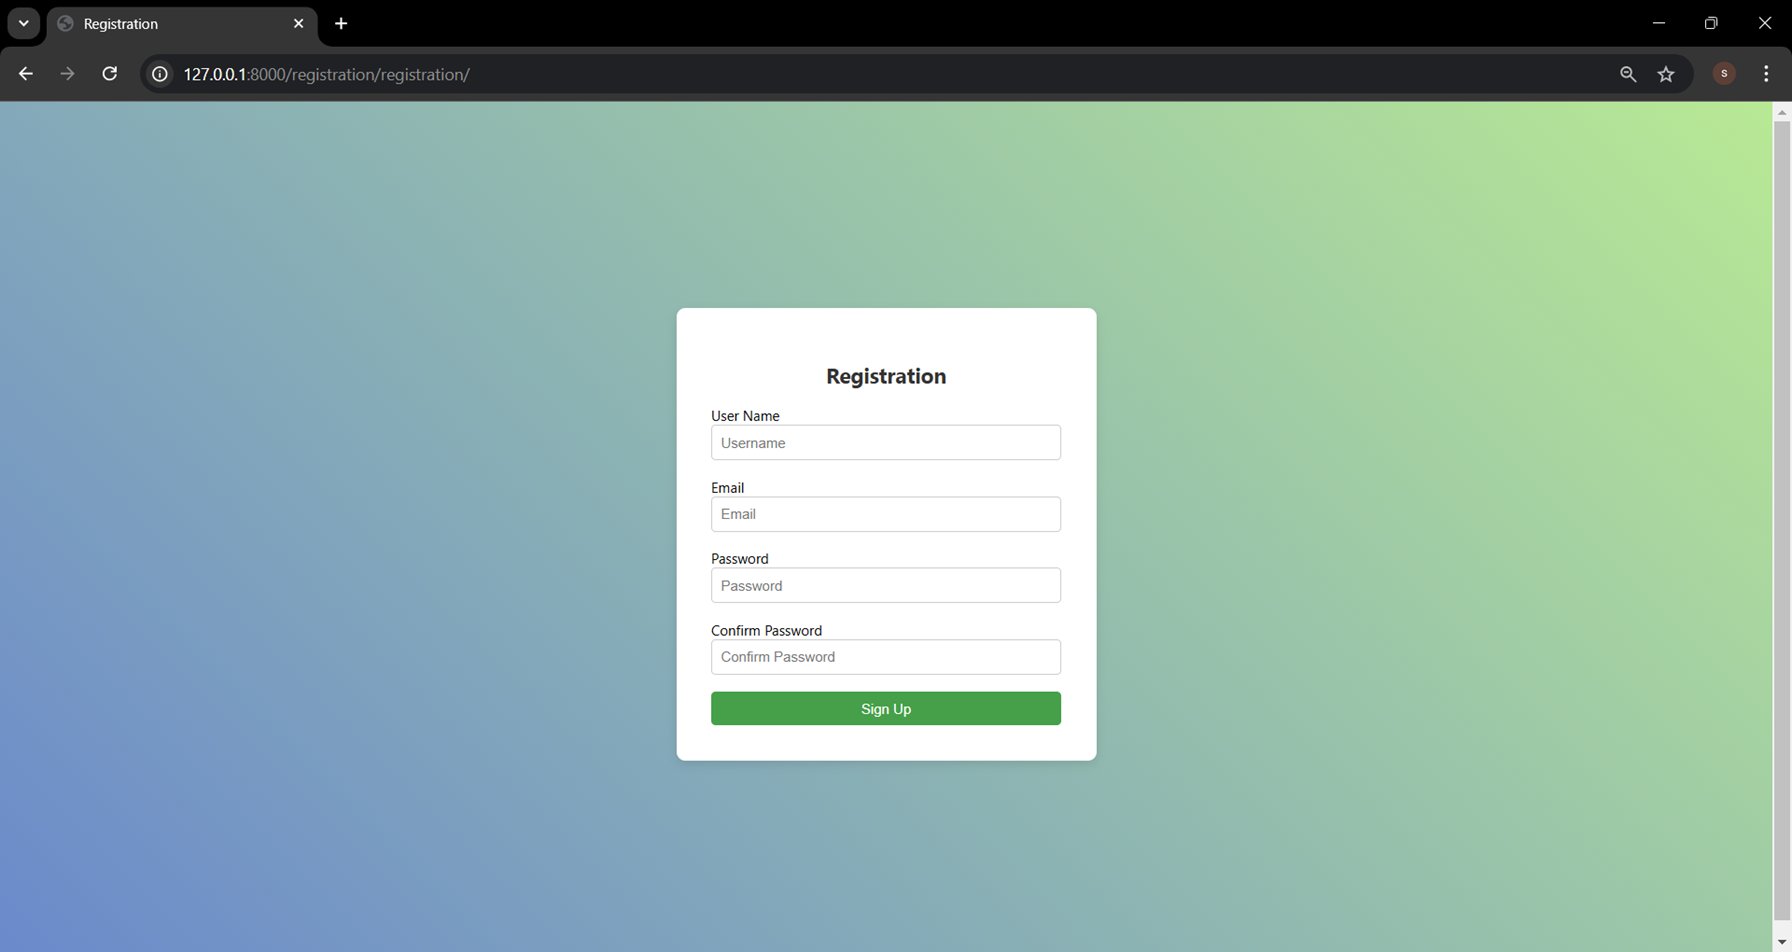 Registration
127.0.0.1:8000/registration/registration/
S
Registration
User Name
Username
Email
Email
Password
Password
Confirm Password
Confirm Password
Sign Up